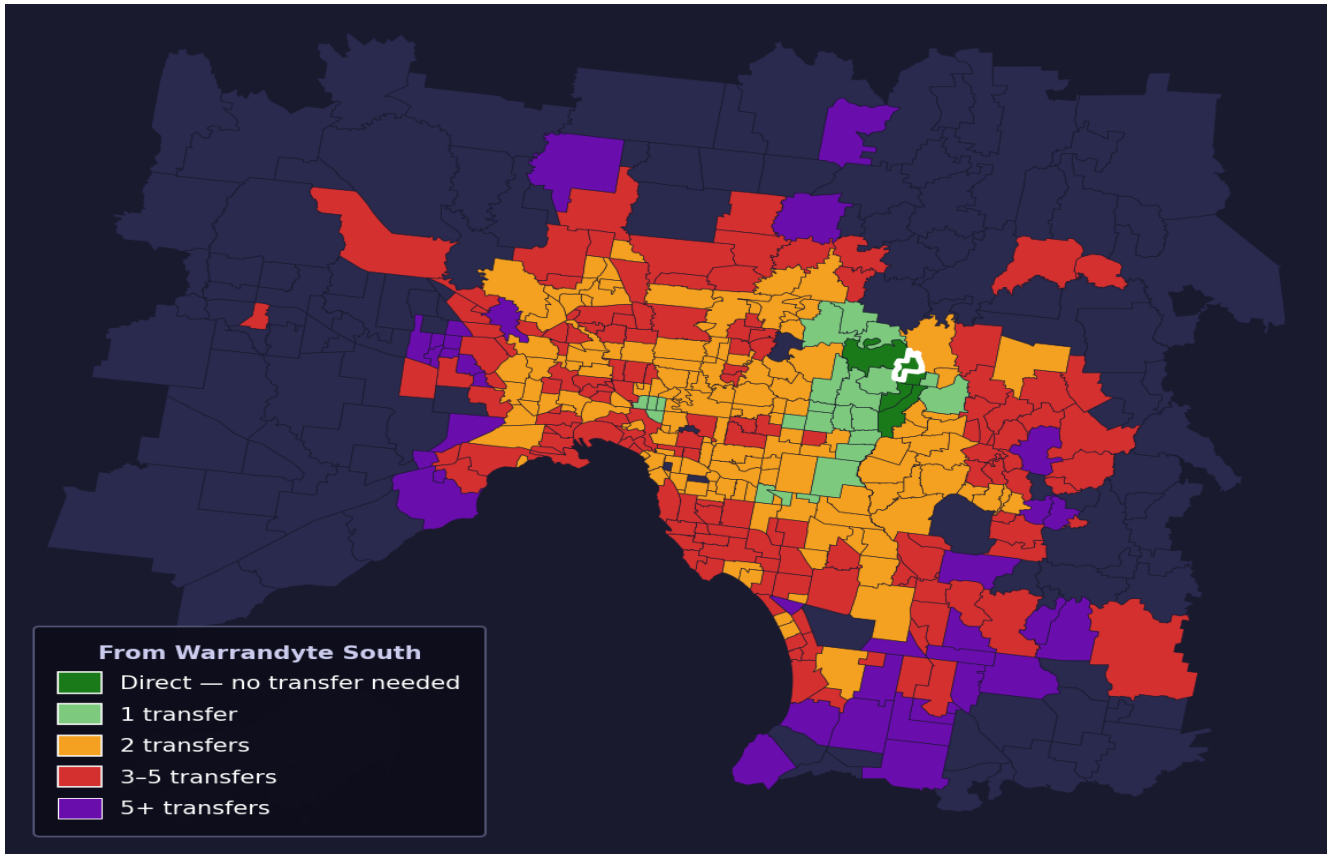 From Warrandyte South
Direct — no transfer needed
1 transfer
2 transfers
3–5 transfers
5+ transfers